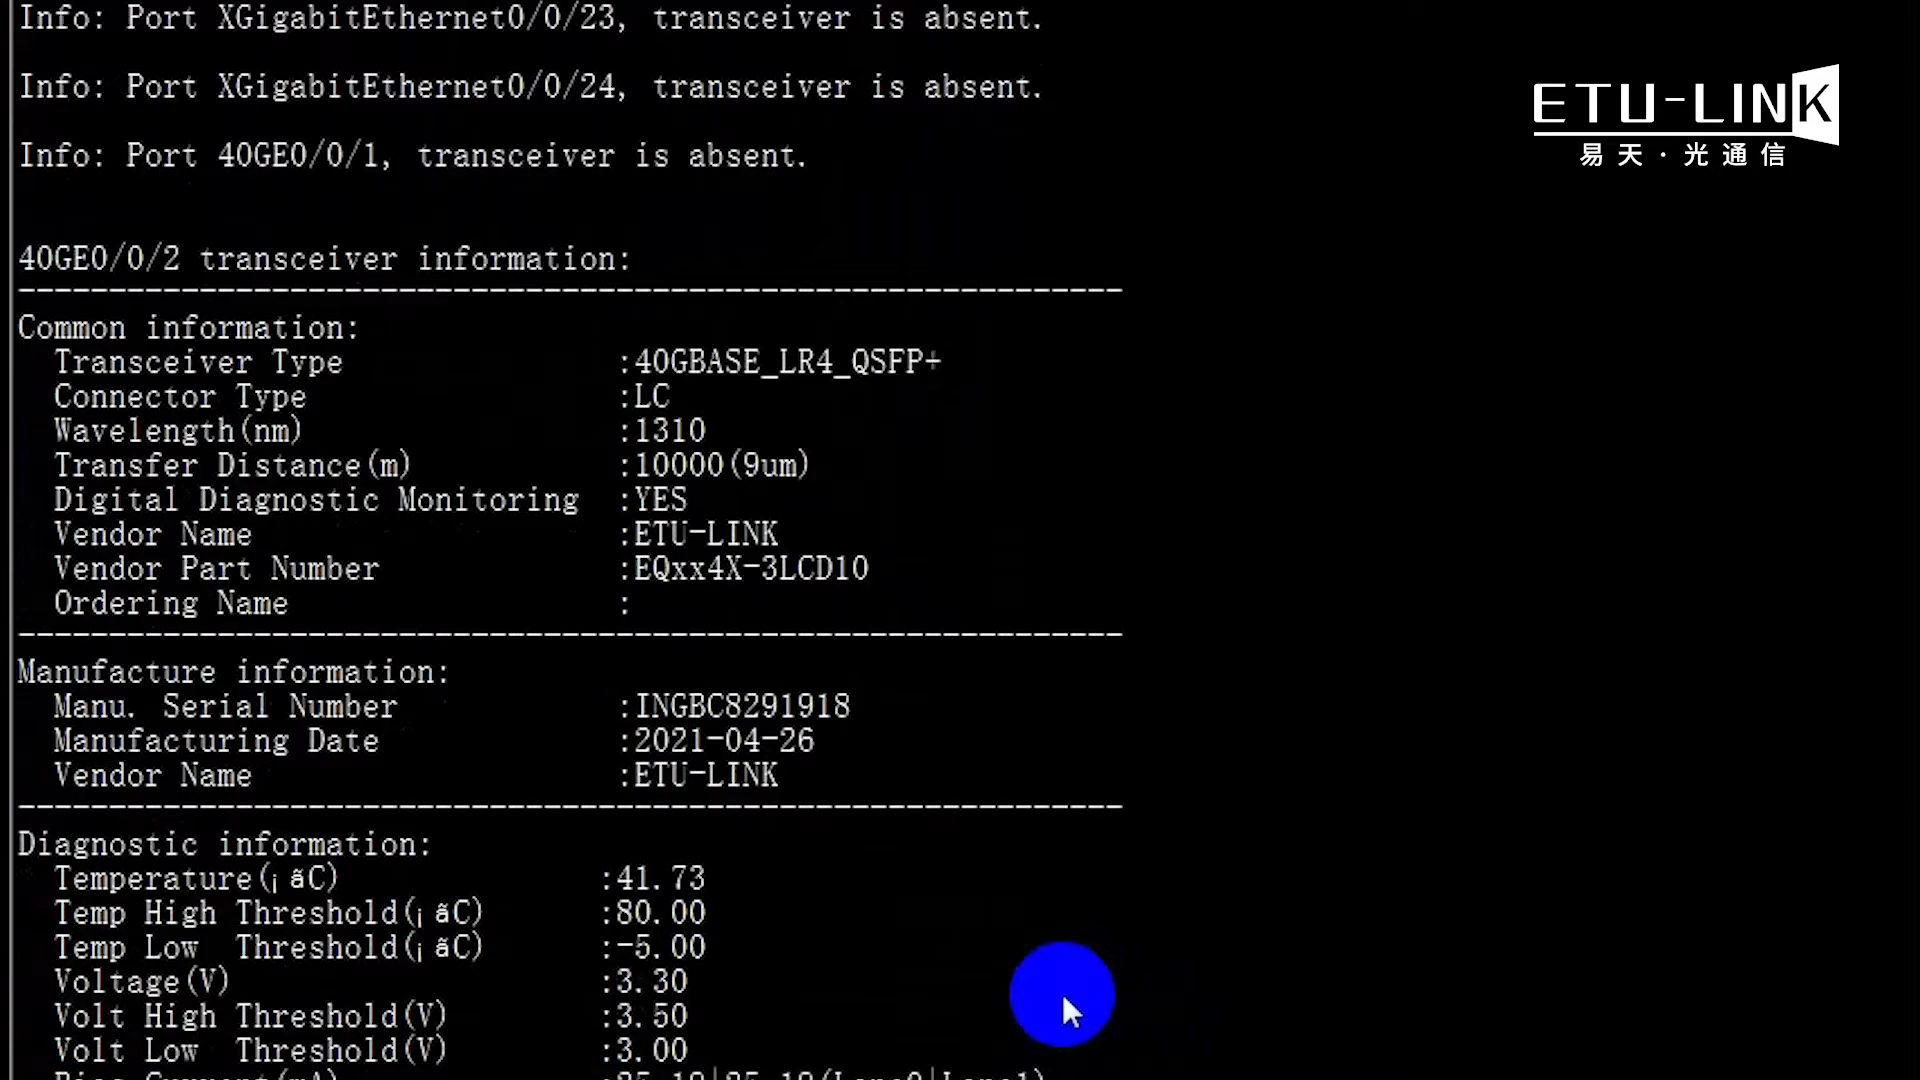 Info: Port XGigabitEthernet0/0/23, transceiver is absent.
Info: Port XGigabitEthernet0/0/24, transceiver is absent.
ETU-LINK
易天·光通信
Info: Port 40GE0/0/1, transceiver is absent.
40GE0/0/2 transceiver information:
-------------------------------------------------------------
Common information:
Transceiver Type :40GBASE_LR4_QSFP+
Connector Type :LC
Wavelength(nm) :1310
Transfer Distance(m) :10000(9um)
Digital Diagnostic Monitoring :YES
Vendor Name :ETU-LINK
Vendor Part Number :EQxx4X-3LCD10
Ordering Name :
-------------------------------------------------------------
Manufacture information:
Manu. Serial Number :INGBC8291918
Manufacturing Date :2021-04-26
Vendor Name :ETU-LINK
-------------------------------------------------------------
Diagnostic information:
Temperature(¡ãC) :41.73
Temp High Threshold(¡ãC) :80.00
Temp Low Threshold(¡ãC) :-5.00
Voltage(V) :3.30
Volt High Threshold(V) :3.50
Volt Low Threshold(V) :3.00